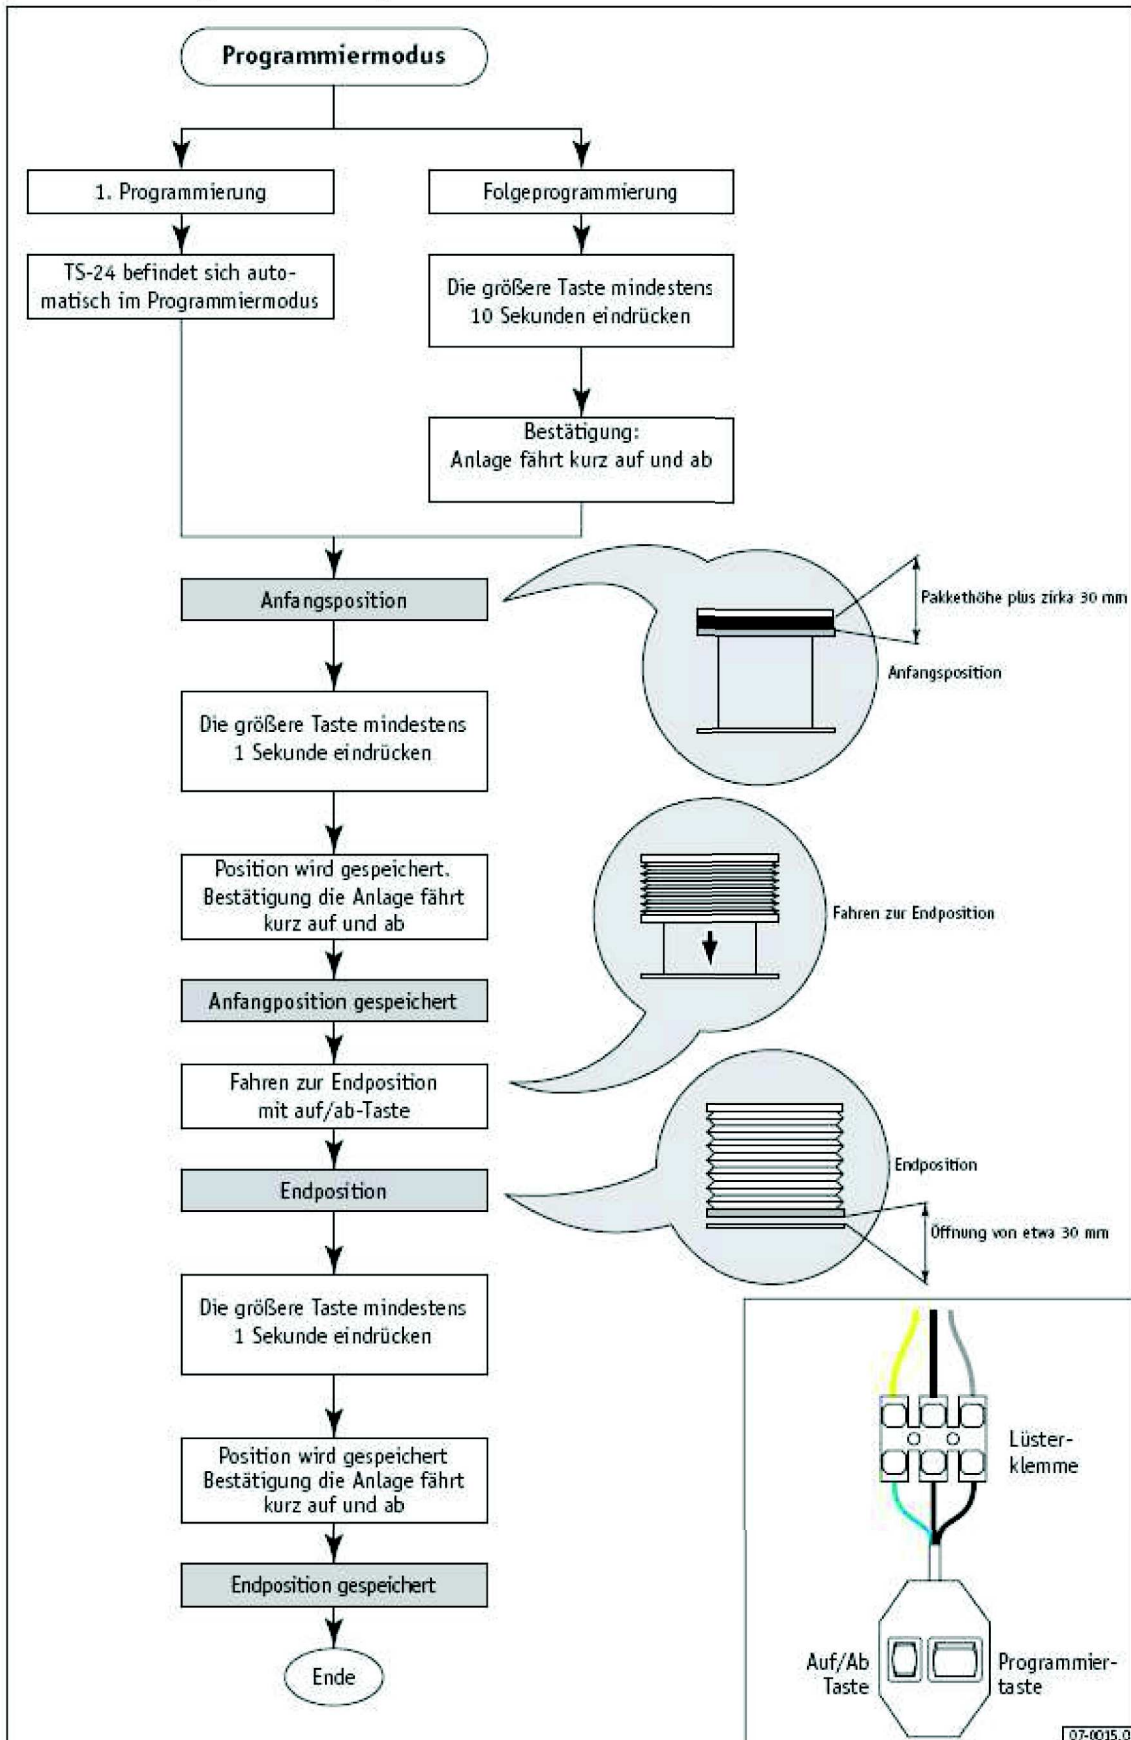 Programmiermodus
1. Programmierung
Folgeprogrammierung
TS-24 befindet sich auto-
matisch im Programmiermodus
Die größere Taste mindestens
10 Sekunden eindrücken
Bestätigung:
Anlage fährt kurz auf und ab
Anfangsposition
Pakkethöhe plus zirka 30 mm
Anfangsposition
Die größere Taste mindestens
1 Sekunde eindrücken
Position wird gespeichert.
Bestätigung die Anlage fährt
kurz auf und ab
Fahren zur Endposition
Anfangposition gespeichert
Fahren zur Endposition
mit auf/ab-Taste
Endposition
Endposition
Öffnung von etwa 30 mm
Die größere Taste mindestens
1 Sekunde eindrücken
Position wird gespeichert
Bestätigung die Anlage fährt
kurz auf und ab
Endposition gespeichert
Ende
Lüster-
klemme
Auf/Ab
Taste
Programmier-
taste
07-0015.0